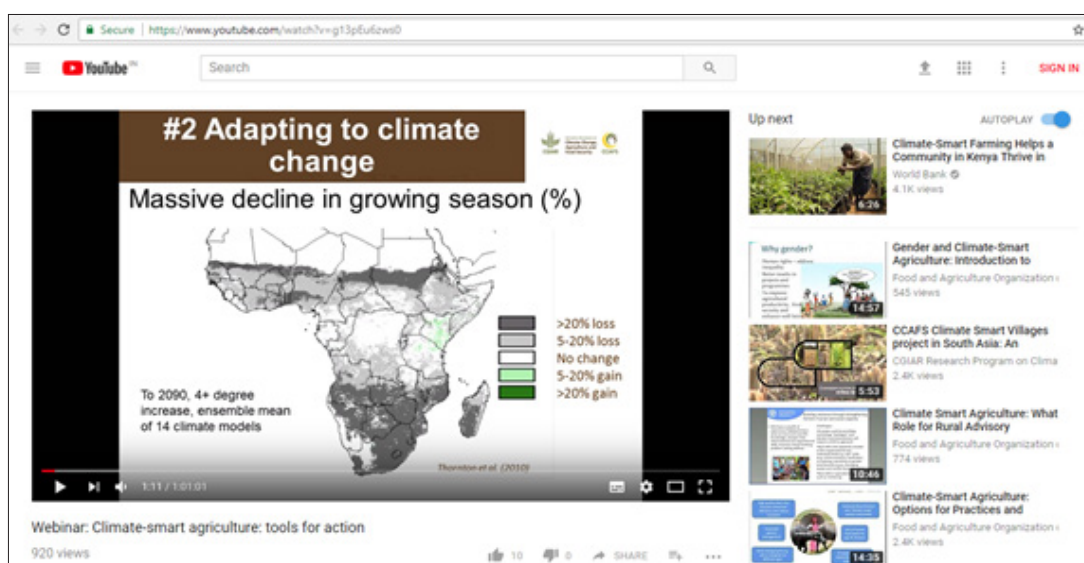 Secure https://www.youtube.com/watch?v=g13pEu6zws0
YouTube IN
Search
SIGN IN
#2 Adapting to climate
change
CGIAR
CCAFS
Massive decline in growing season (%)
>20% loss
5-20% loss
No change
5-20% gain
>20% gain
To 2090, 4+ degree
increase, ensemble mean
of 14 climate models
Thornton et al. (2010)
1:11 / 1:01:01
Webinar: Climate-smart agriculture: tools for action
920 views
10
0
SHARE
Up next
AUTOPLAY
Climate-Smart Farming Helps a
Community in Kenya Thrive in
World Bank
4.1K views
6:26
Why gender?
Gender and Climate-Smart
Agriculture: Introduction to
Food and Agriculture Organization
545 views
14:57
CCAFS Climate Smart Villages
project in South Asia: An
CGIAR Research Program on Clima
2.4K views
5:53
Climate Smart Agriculture: What
Role for Rural Advisory
Food and Agriculture Organization
774 views
10:46
Climate-Smart Agriculture:
Options for Practices and
Food and Agriculture Organization
2.4K views
14:35